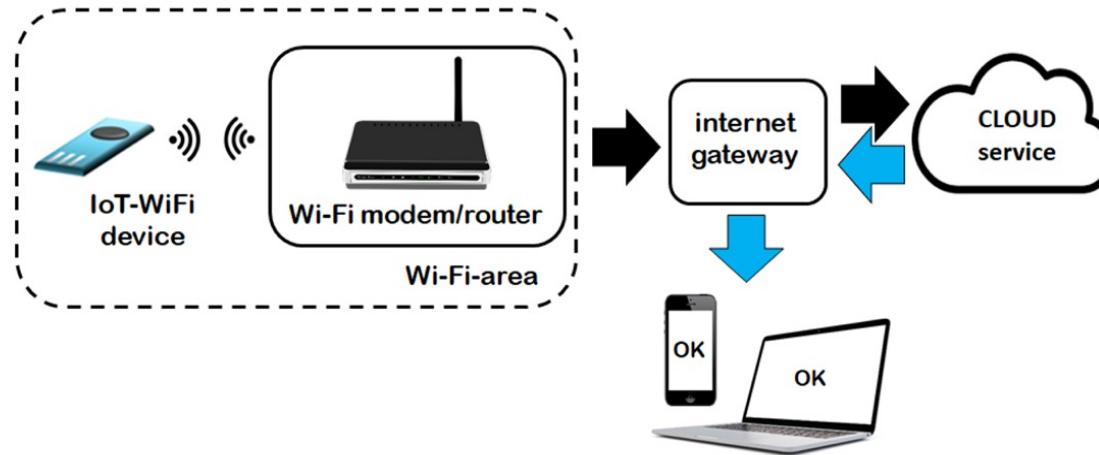 IoT-WiFi
device
Wi-Fi modem/router
Wi-Fi-area
internet
gateway
CLOUD
service
OK
OK